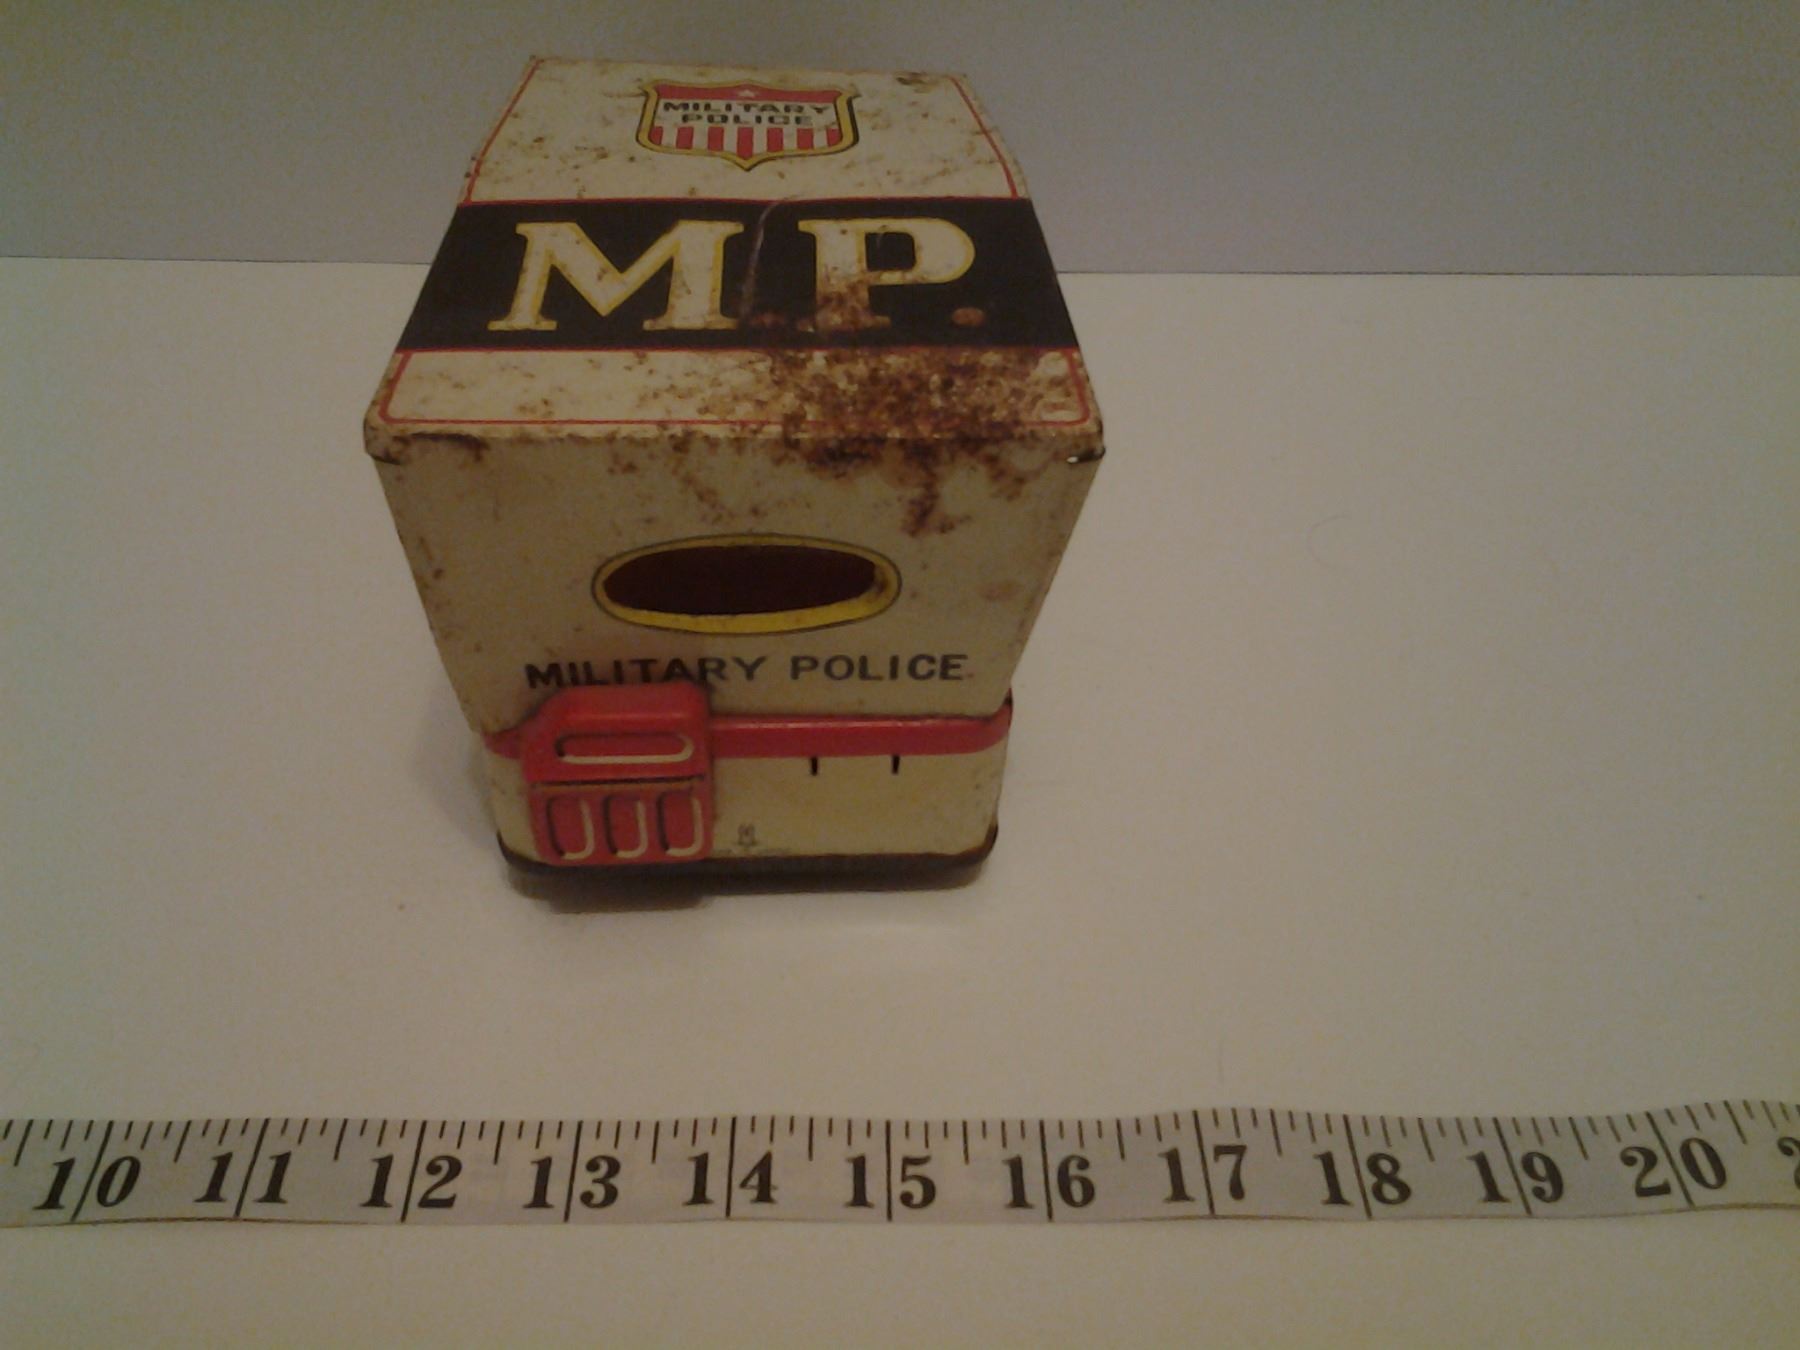 MILITARY
POLICE
M.P.
MILITARY POLICE
10 11 12 13 14 15 16 17 18 19 20